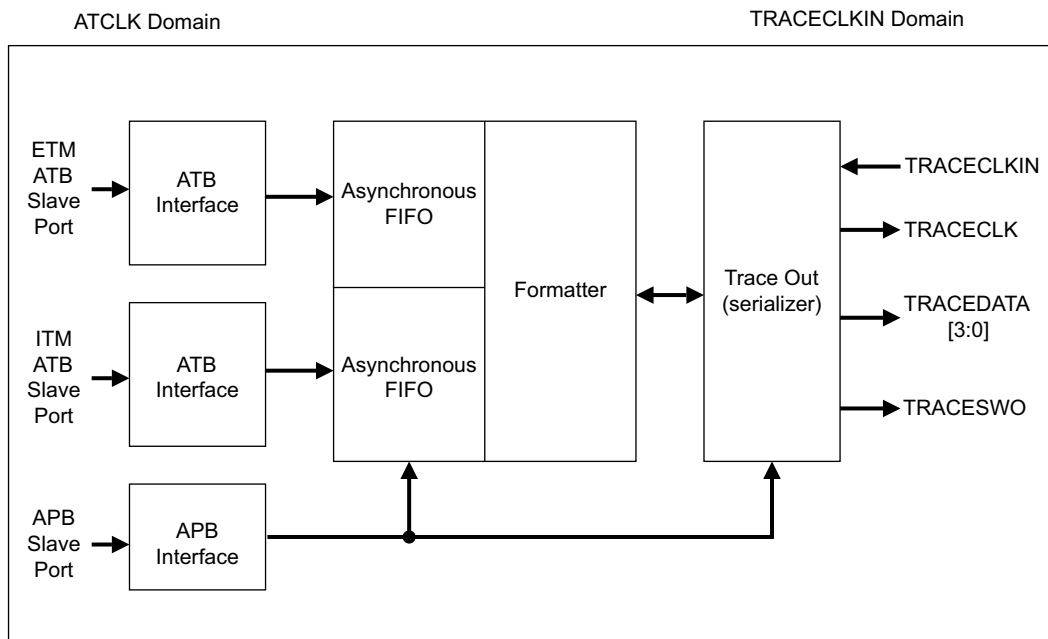 ATCLK Domain
TRACECLKIN Domain
ETM
ATB
Slave
Port
ATB
Interface
Asynchronous
FIFO
Formatter
Trace Out
(serializer)
TRACECLKIN
TRACECLK
TRACEDATA
[3:0]
TRACESWO
ITM
ATB
Slave
Port
ATB
Interface
Asynchronous
FIFO
APB
Slave
Port
APB
Interface